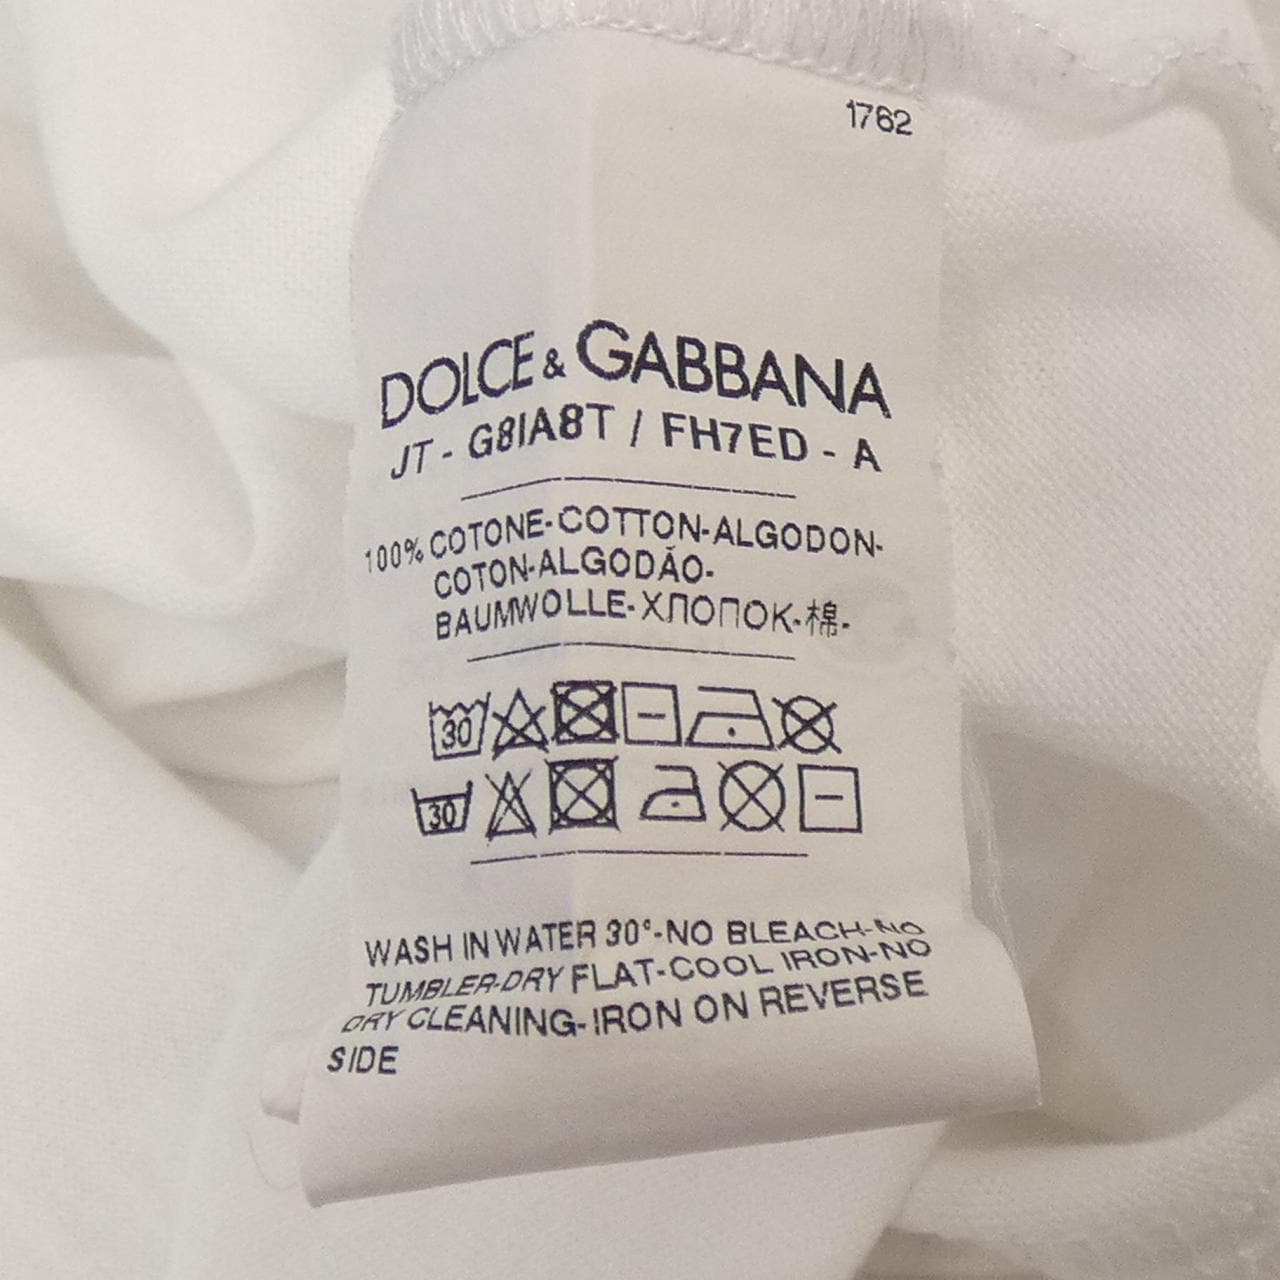 1762
DOLCE & GABBANA
JT - G8IA8T / FH7ED - A
100% COTONE-COTTON-ALGODON-
COTON-ALGODÃO-
BAUMWOLLE-ХЛОПОК-棉-
30
30
WASH IN WATER 30°-NO BLEACH-NO
TUMBLER-DRY FLAT-COOL IRON-NO
DRY CLEANING-IRON ON REVERSE
SIDE